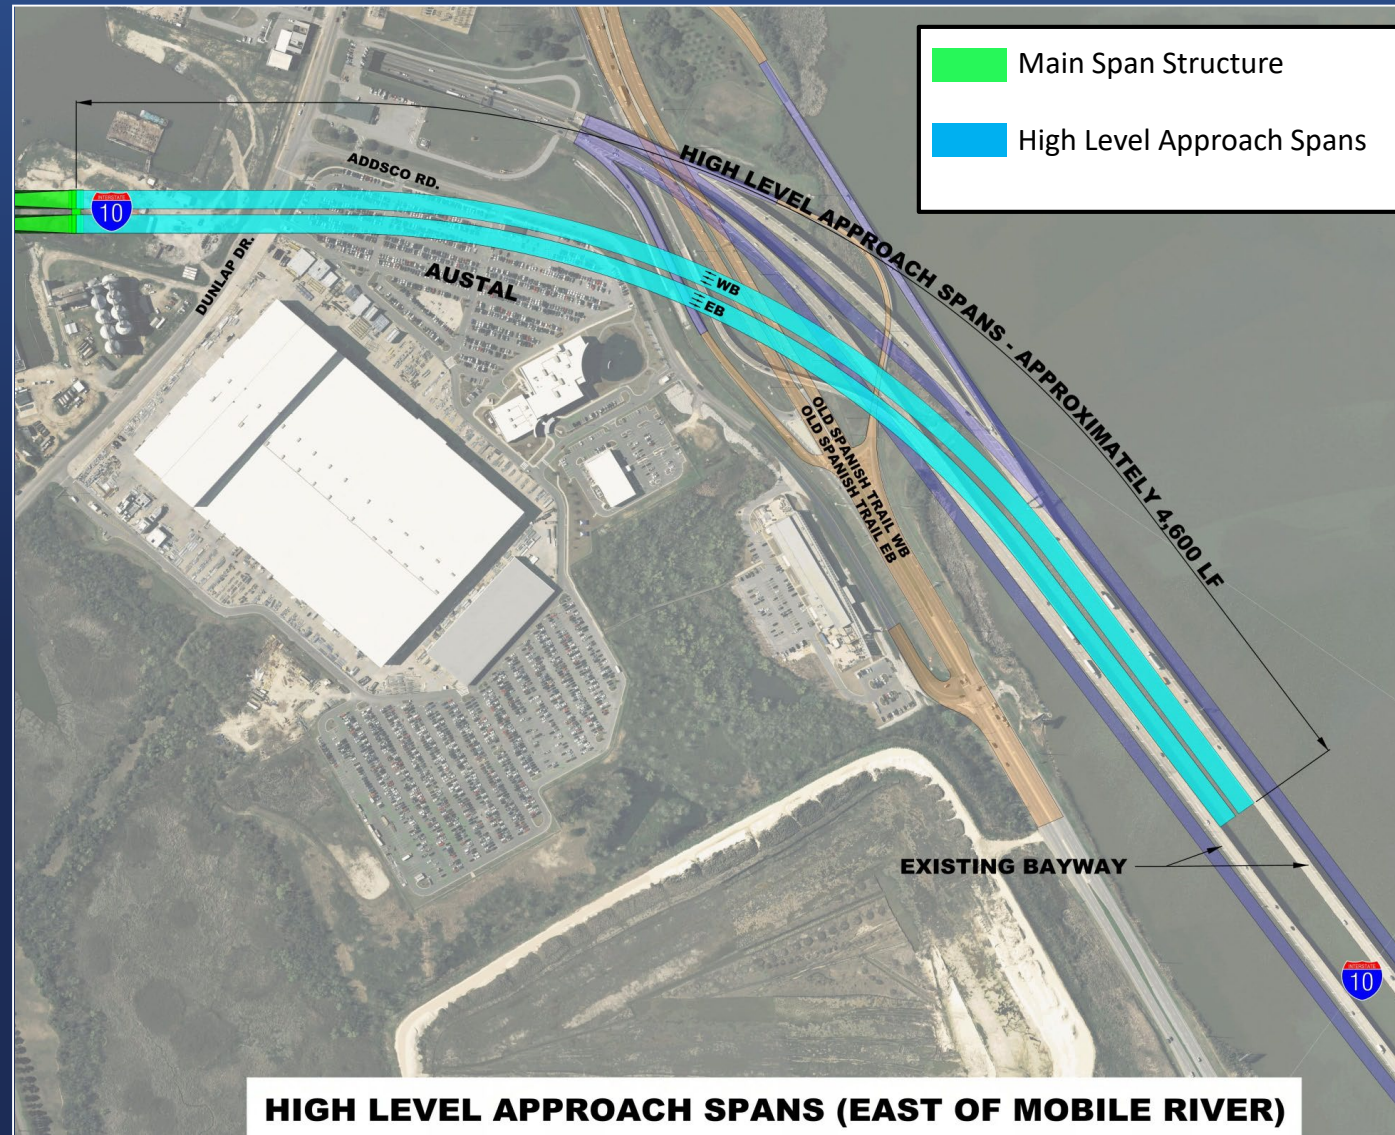 Main Span Structure
High Level Approach Spans
HIGH LEVEL APPROACH SPANS - APPROXIMATELY 4,600 LF
ADDSCO RD.
INTERSTATE
10
DUNLAP DR.
AUSTAL
WB
EB
OLD SPANISH TRAIL WB
OLD SPANISH TRAIL EB
EXISTING BAYWAY
INTERSTATE
10
HIGH LEVEL APPROACH SPANS (EAST OF MOBILE RIVER)